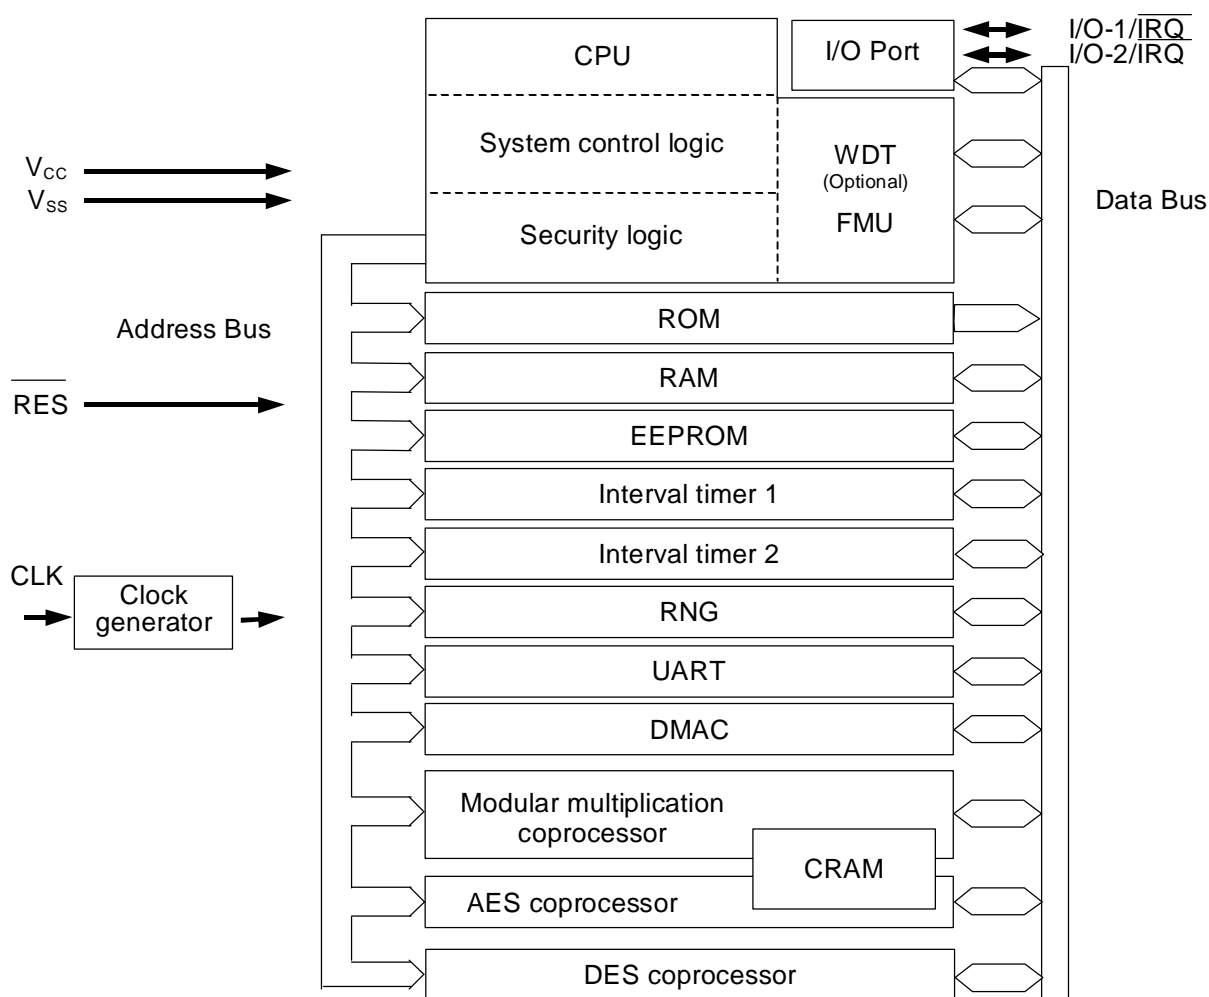 CPU
I/O Port
I/O-1/IRQ
I/O-2/IRQ
System control logic
WDT
(Optional)
FMU
Security logic
VCC
VSS
Data Bus
Address Bus
RES
ROM
RAM
EEPROM
Interval timer 1
Interval timer 2
CLK
Clock
generator
RNG
UART
DMAC
Modular multiplication
coprocessor
CRAM
AES coprocessor
DES coprocessor